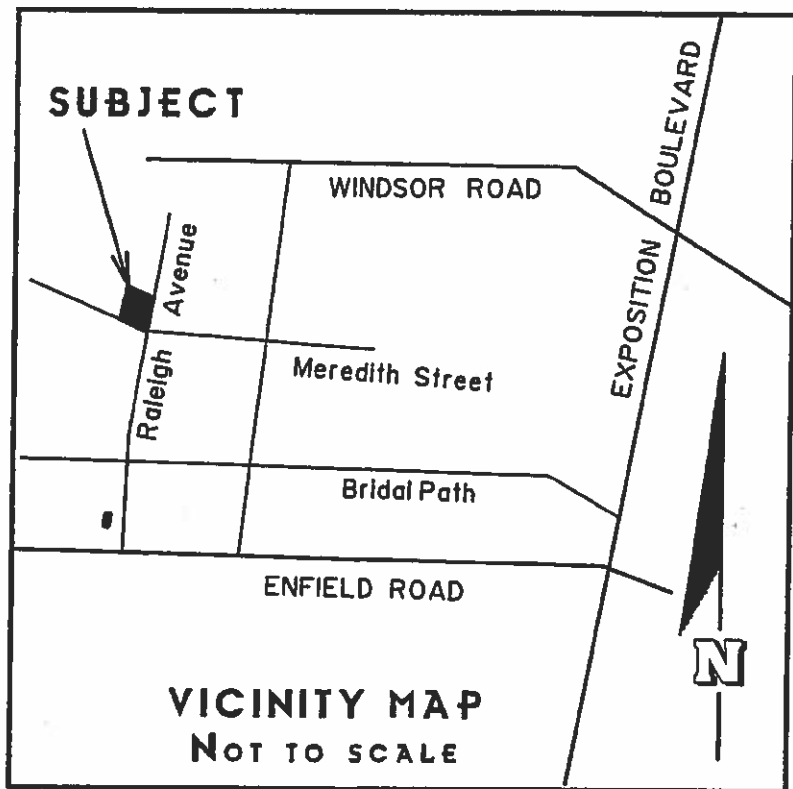 SUBJECT
WINDSOR ROAD
EXPOSITION BOULEVARD
Raleigh Avenue
Meredith Street
Bridal Path
ENFIELD ROAD
N
VICINITY MAP
NOT TO SCALE